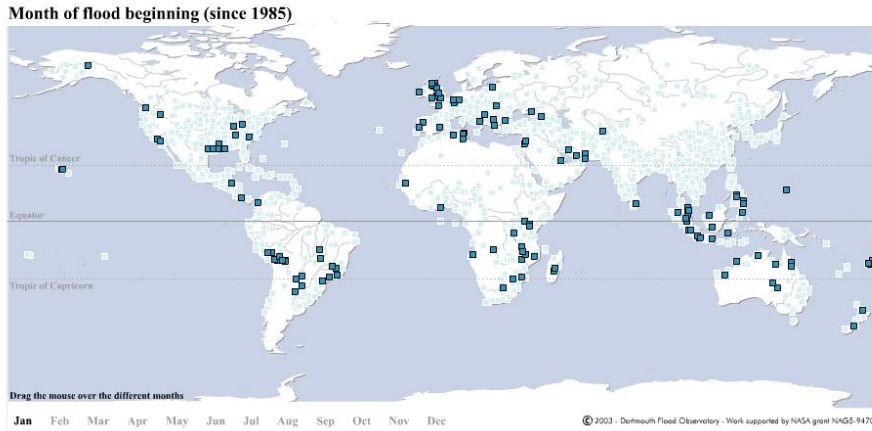 Month of flood beginning (since 1985)
Tropic of Cancer
Equator
Tropic of Capricorn
Drag the mouse over the different months
Jan Feb Mar Apr May Jun Jul Aug Sep Oct Nov Dec
© 2003 - Dartmouth Flood Observatory - Work supported by NASA grant NAG5-9470